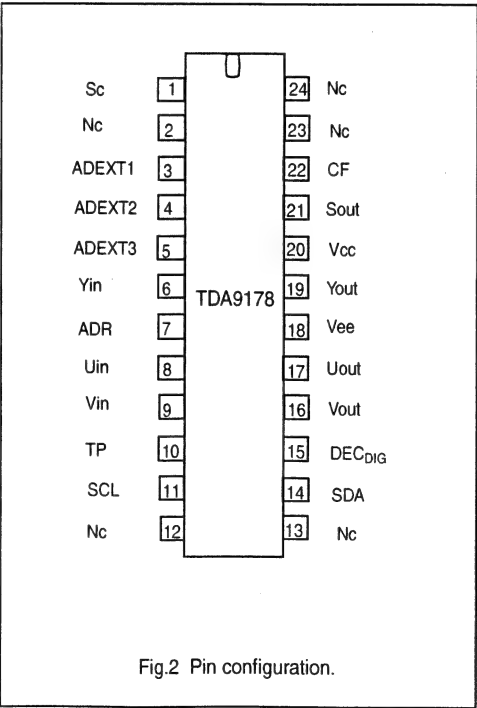 Sc 1 24 Nc
Nc 2 23 Nc
ADEXT1 3 22 CF
ADEXT2 4 21 Sout
ADEXT3 5 20 Vcc
Yin 6 19 Yout
TDA9178
ADR 7 18 Vee
Uin 8 17 Uout
Vin 9 16 Vout
TP 10 15 DECDIG
SCL 11 14 SDA
Nc 12 13 Nc
Fig.2 Pin configuration.